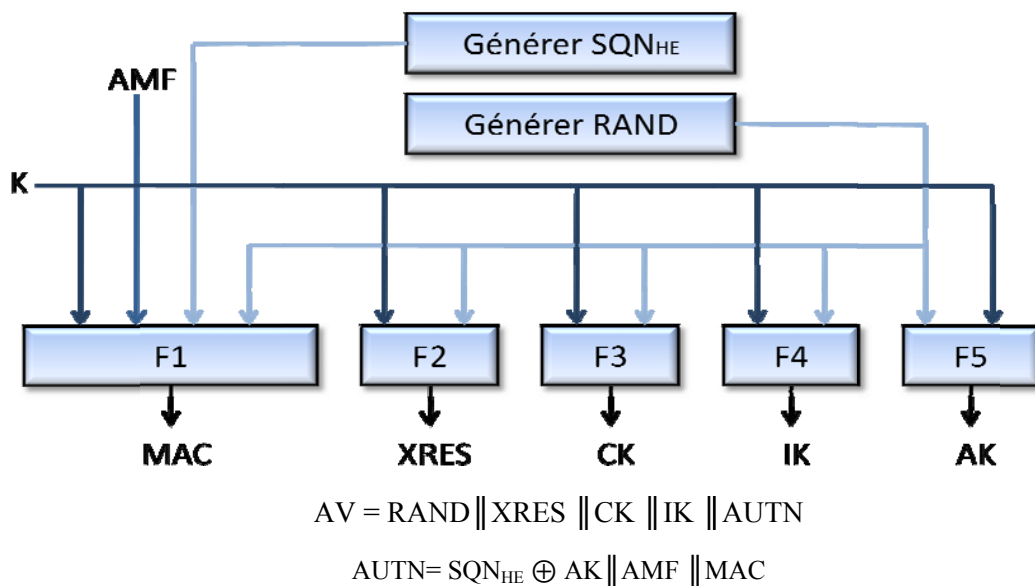 Générer SQNHE
AMF
Générer RAND
K
F1 F2 F3 F4 F5
MAC XRES CK IK AK
AV = RAND‖XRES ‖CK ‖IK ‖AUTN
AUTN= SQNHE ⊕ AK‖AMF ‖MAC